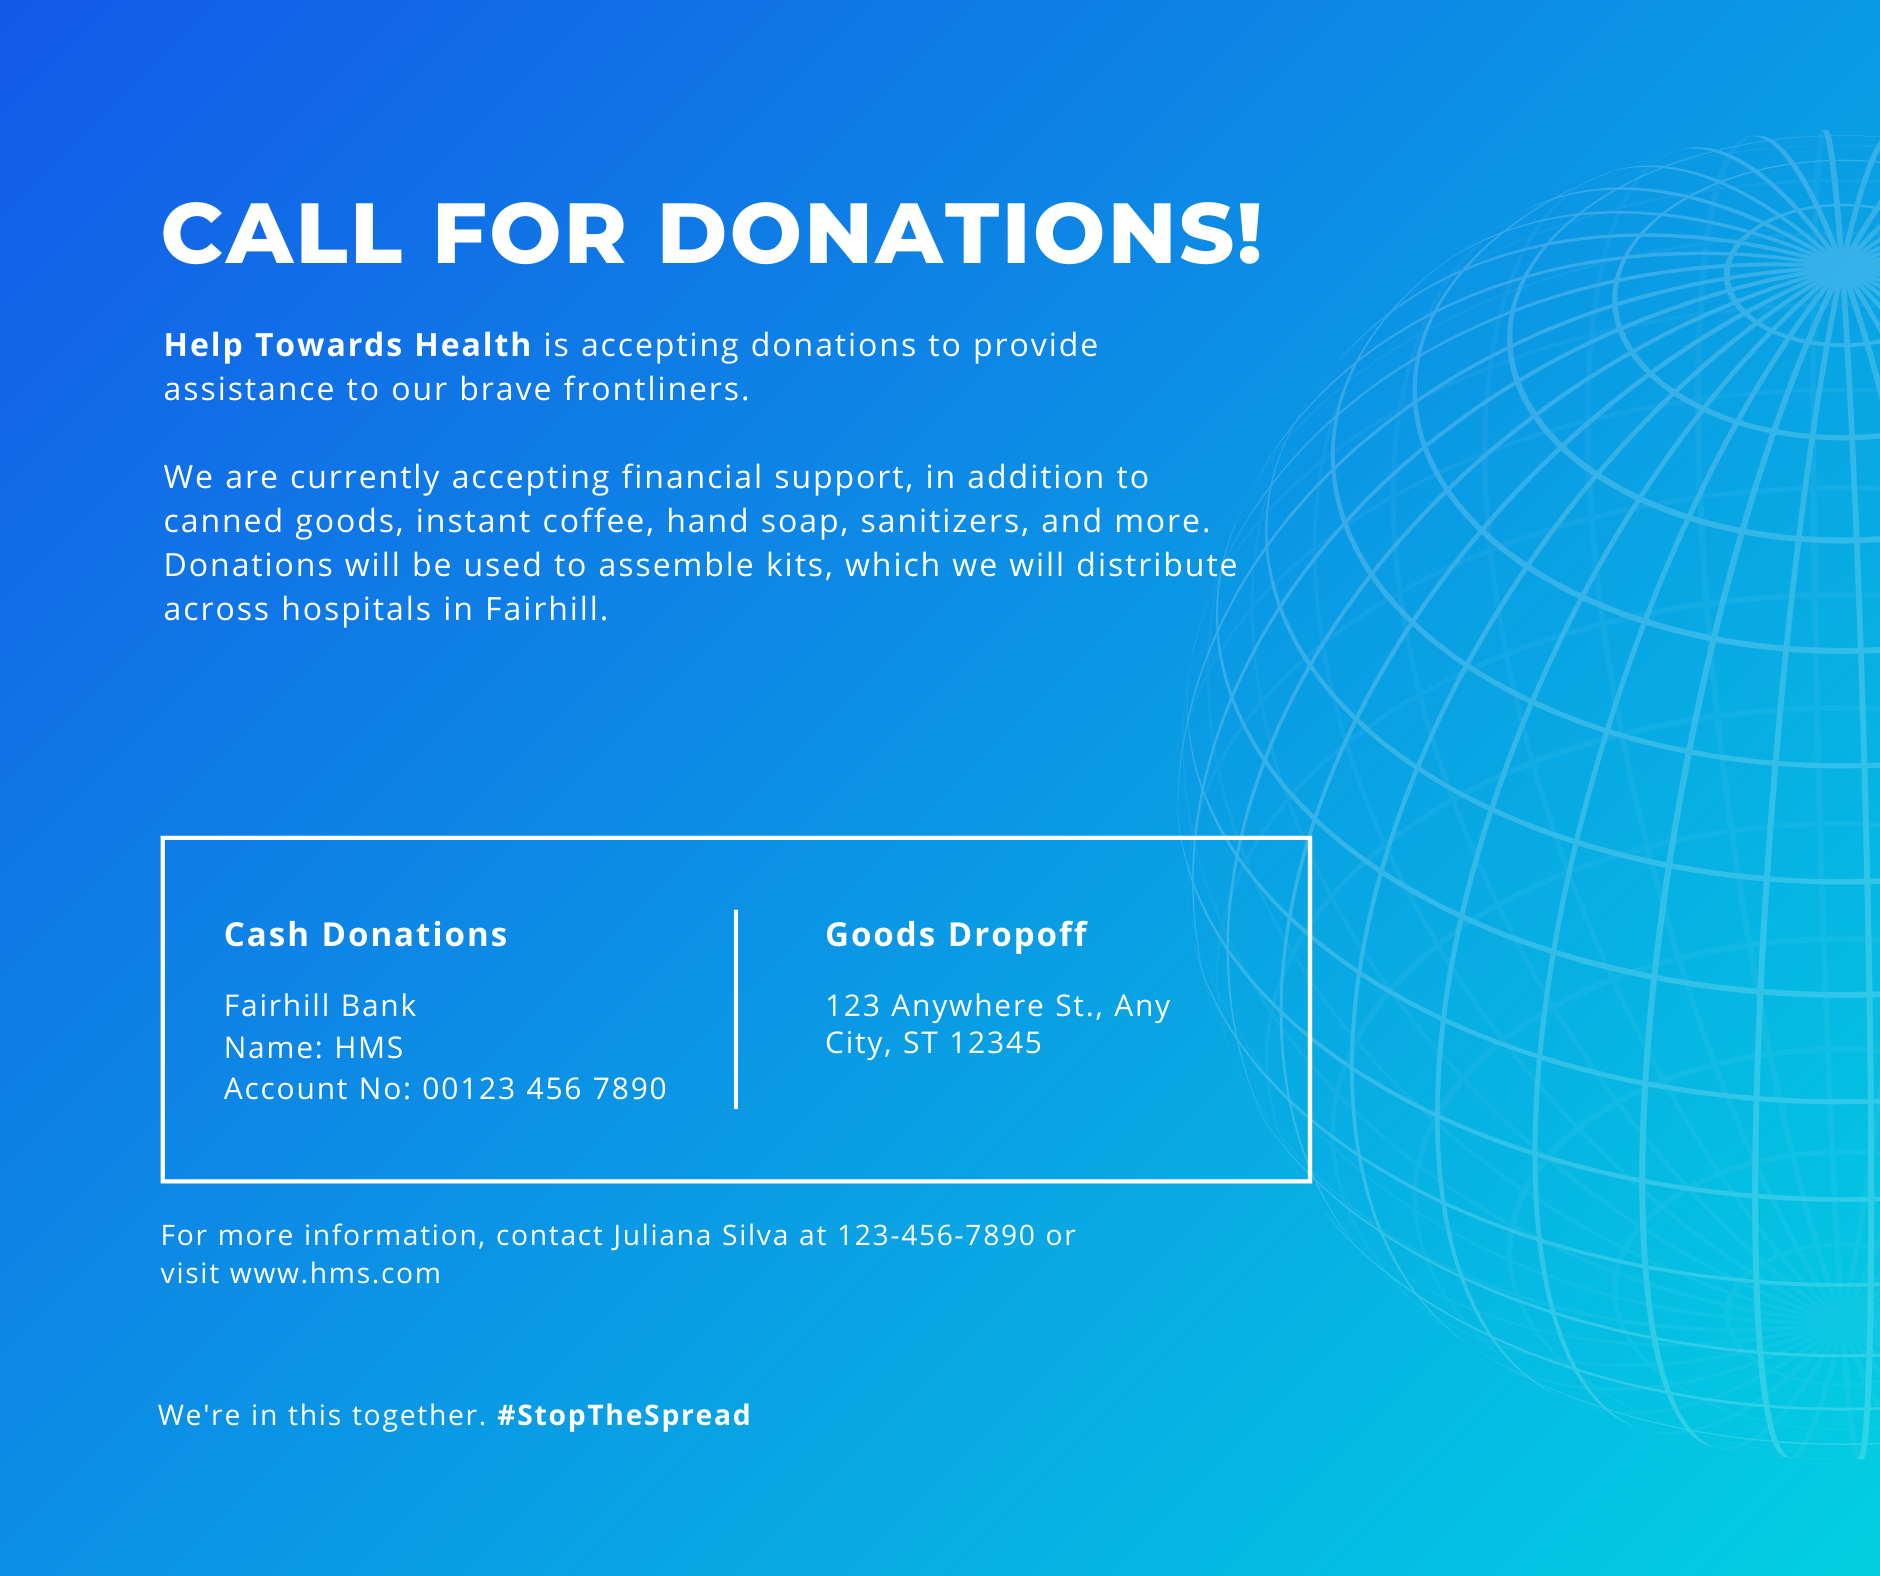 CALL FOR DONATIONS!
Help Towards Health is accepting donations to provide
assistance to our brave frontliners.
We are currently accepting financial support, in addition to
canned goods, instant coffee, hand soap, sanitizers, and more.
Donations will be used to assemble kits, which we will distribute
across hospitals in Fairhill.
Cash Donations
Fairhill Bank
Name: HMS
Account No: 00123 456 7890
Goods Dropoff
123 Anywhere St., Any
City, ST 12345
For more information, contact Juliana Silva at 123-456-7890 or
visit www.hms.com
We're in this together. #StopTheSpread